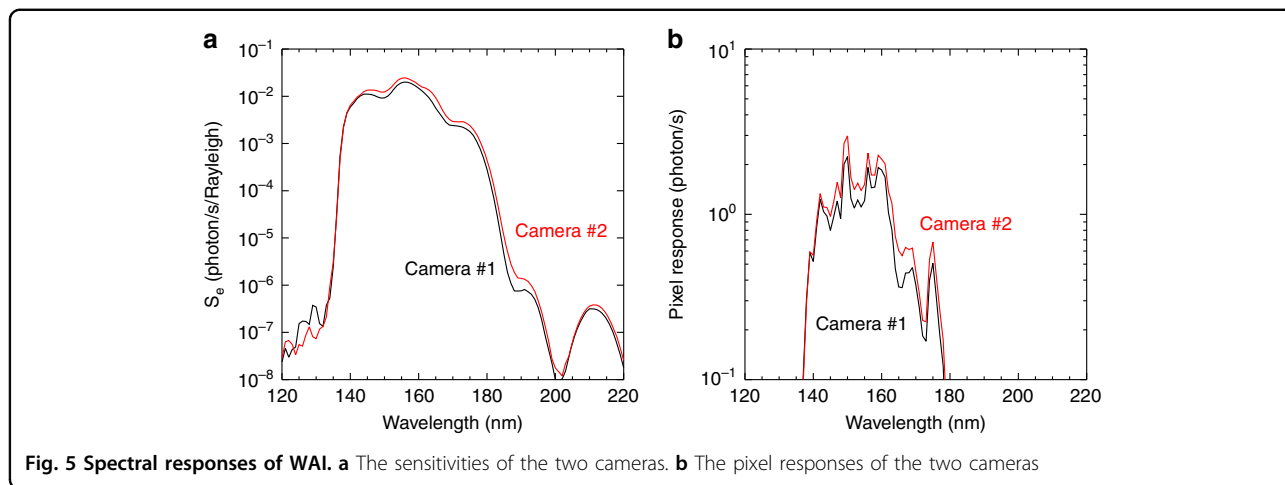 a
10⁻¹
10⁻²
10⁻³
10⁻⁴
10⁻⁵
10⁻⁶
10⁻⁷
10⁻⁸
Sₑ (photon/s/Rayleigh)
Camera #2
Camera #1
120 140 160 180 200 220
Wavelength (nm)
b
10¹
10⁰
10⁻¹
Pixel response (photon/s)
Camera #2
Camera #1
120 140 160 180 200 220
Wavelength (nm)
Fig. 5 Spectral responses of WAI. a The sensitivities of the two cameras. b The pixel responses of the two cameras